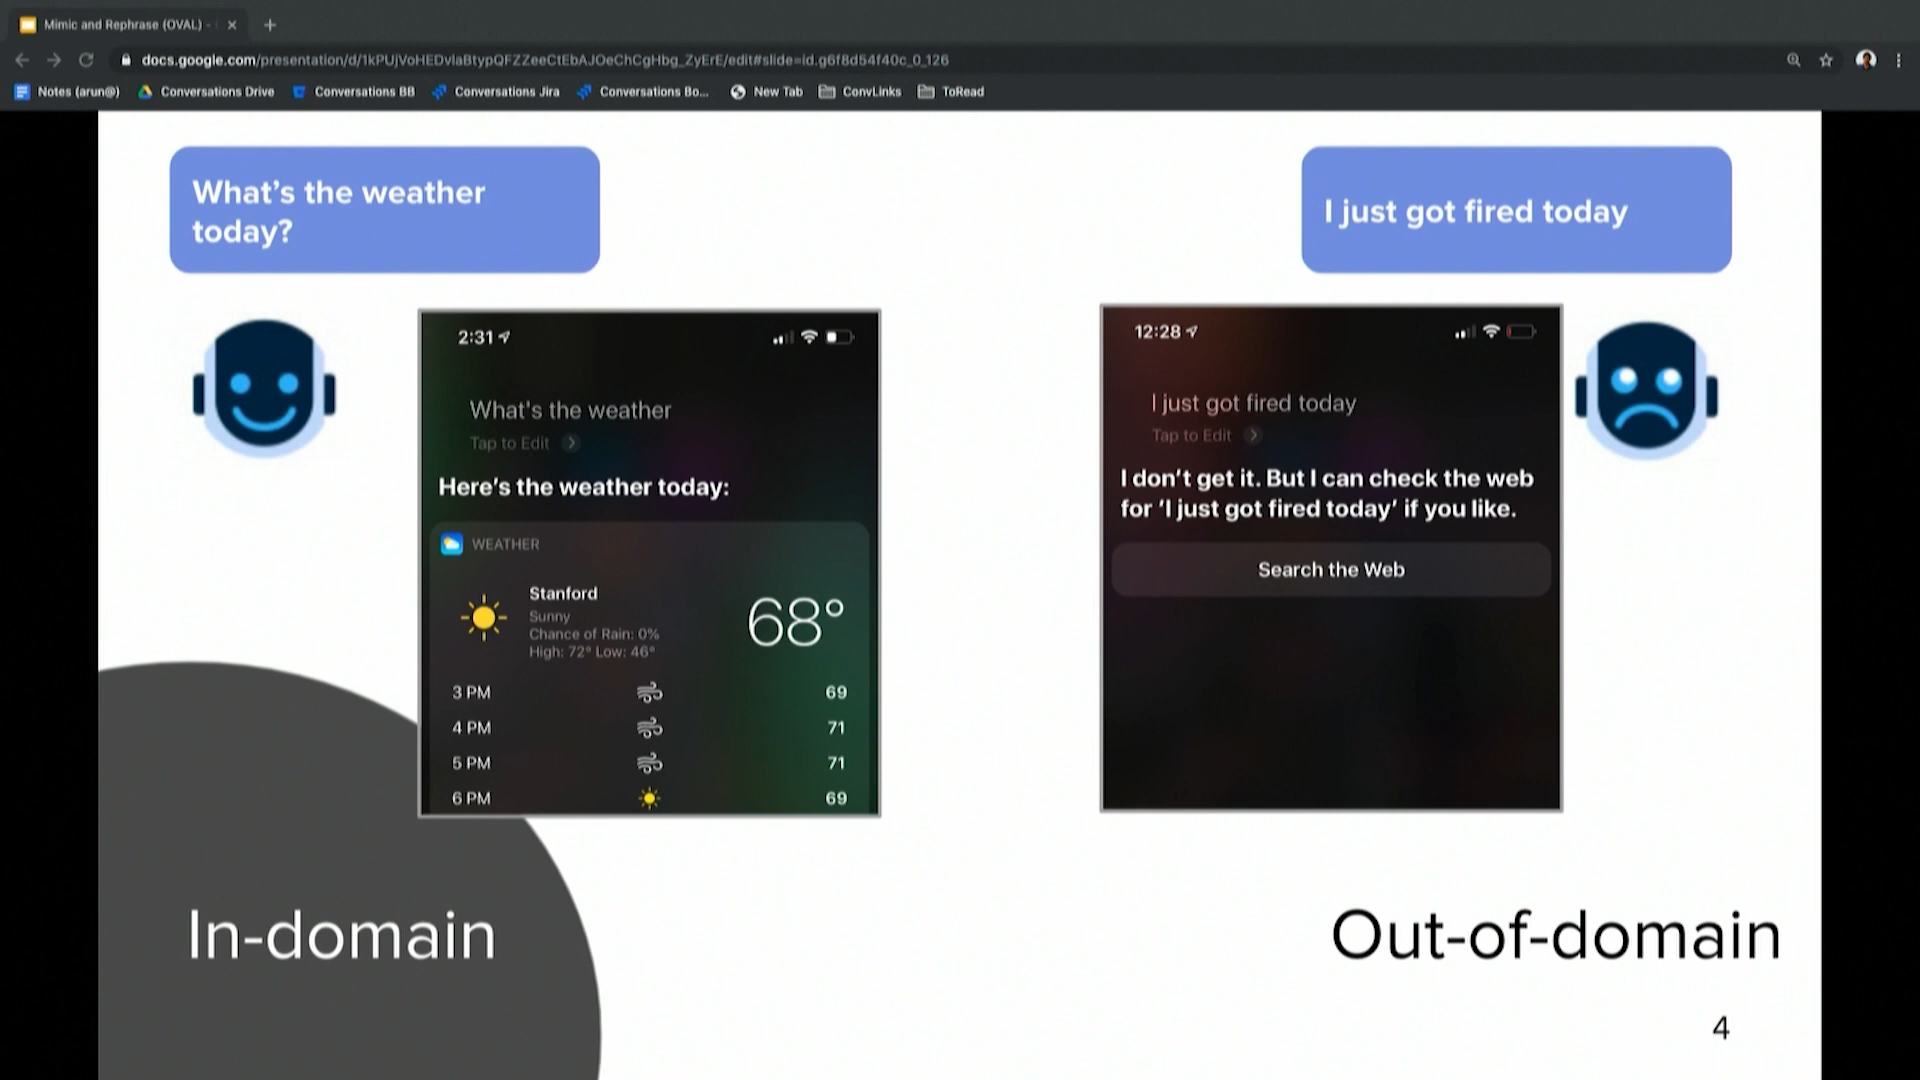 Mimic and Rephrase (OVAL) -
docs.google.com/presentation/d/1kPUjVoHEDvlaBtypQFZZeeCtEbAJOeChCgHbg_ZyErE/edit#slide=id.g6f8d54f40c_0_126
Notes (arun@)
Conversations Drive
Conversations BB
Conversations Jira
Conversations Bo...
New Tab
ConvLinks
ToRead
What's the weather
today?
I just got fired today
2:31
What's the weather
Tap to Edit
Here's the weather today:
WEATHER
Stanford
Sunny
Chance of Rain: 0%
High: 72° Low: 46°
68°
3 PM 69
4 PM 71
5 PM 71
6 PM 69
12:28
I just got fired today
Tap to Edit
I don't get it. But I can check the web
for 'I just got fired today' if you like.
Search the Web
In-domain
Out-of-domain
4